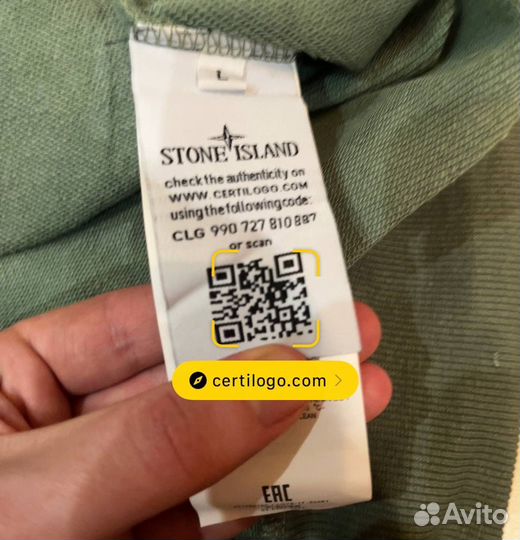 L
STONE ISLAND
check the authenticity on
WWW.CERTILOGO.COM
using the following code:
CLG 990 727 810 887
or scan
certilogo.com
EAC
Avito